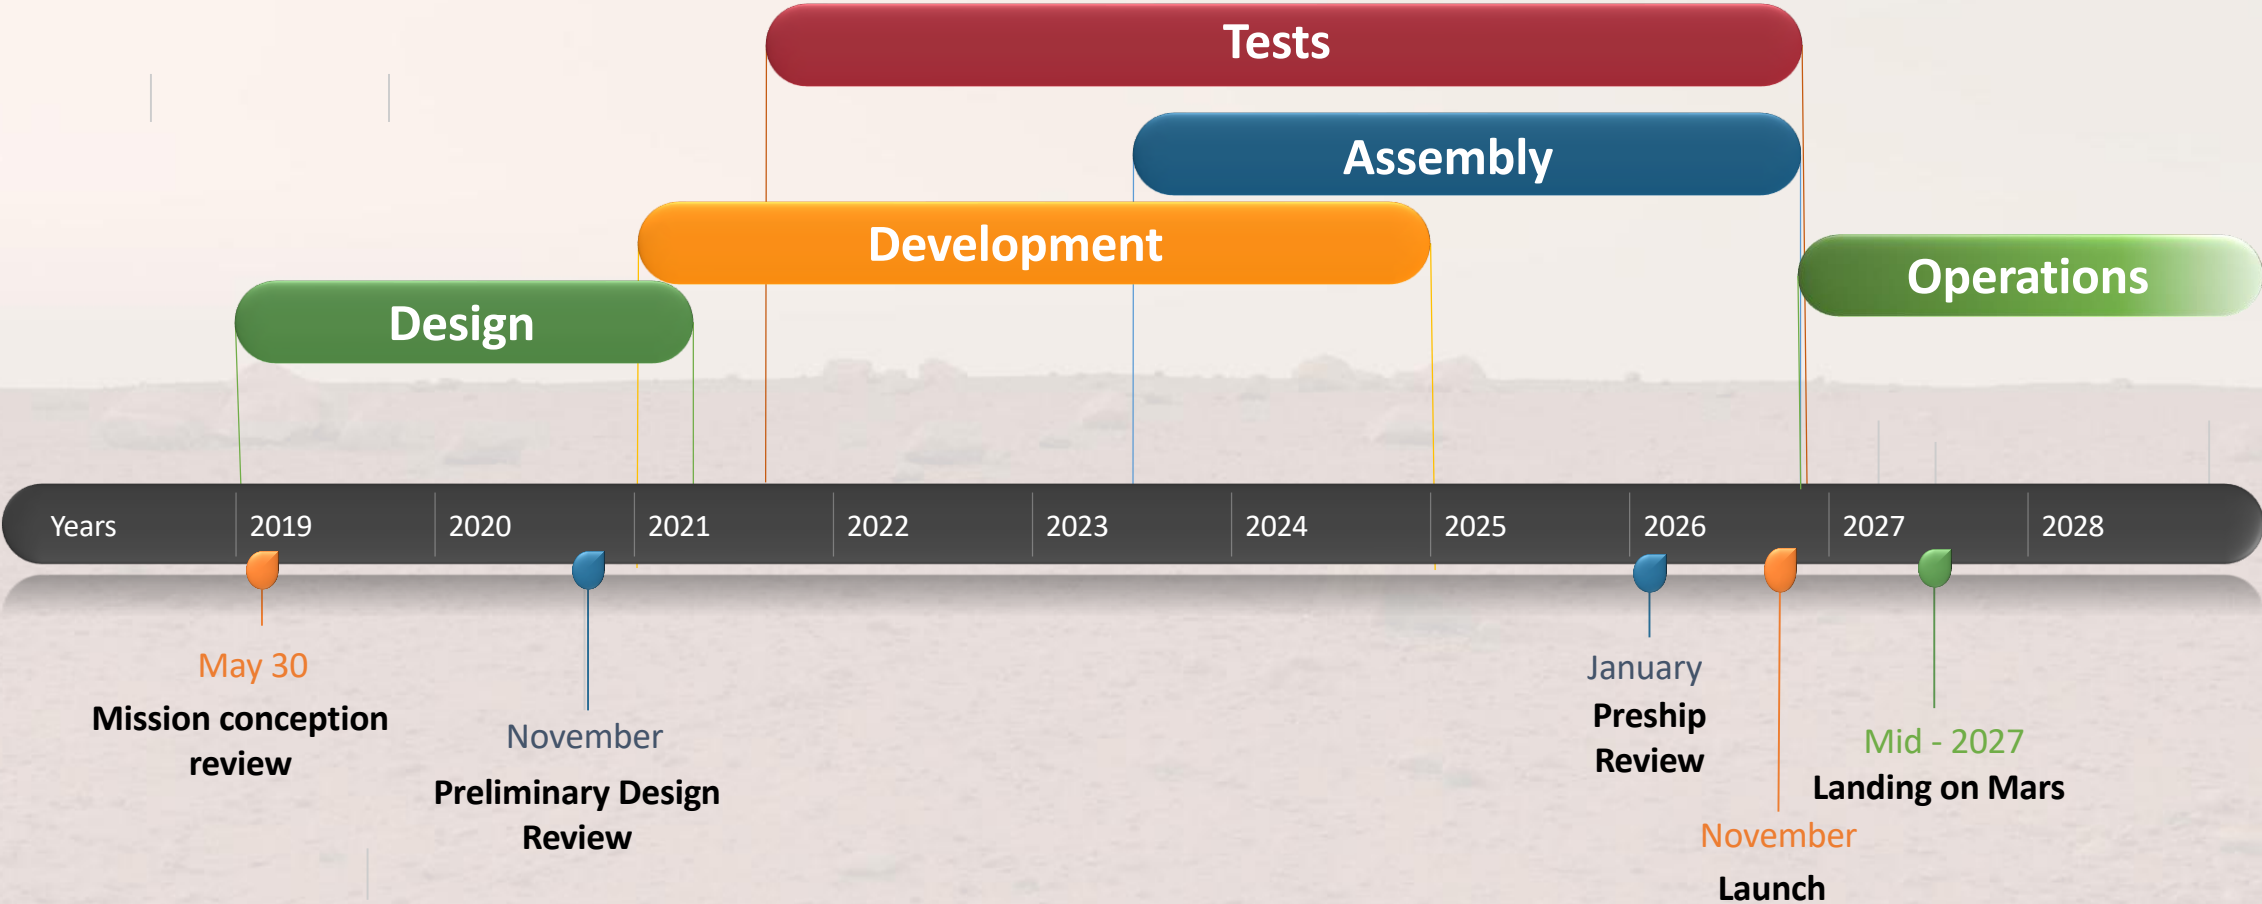 Tests
Assembly
Development
Operations
Design
Years 2019 2020 2021 2022 2023 2024 2025 2026 2027 2028
May 30
Mission conception
review
November
Preliminary Design
Review
January
Preship
Review
November
Launch
Mid - 2027
Landing on Mars